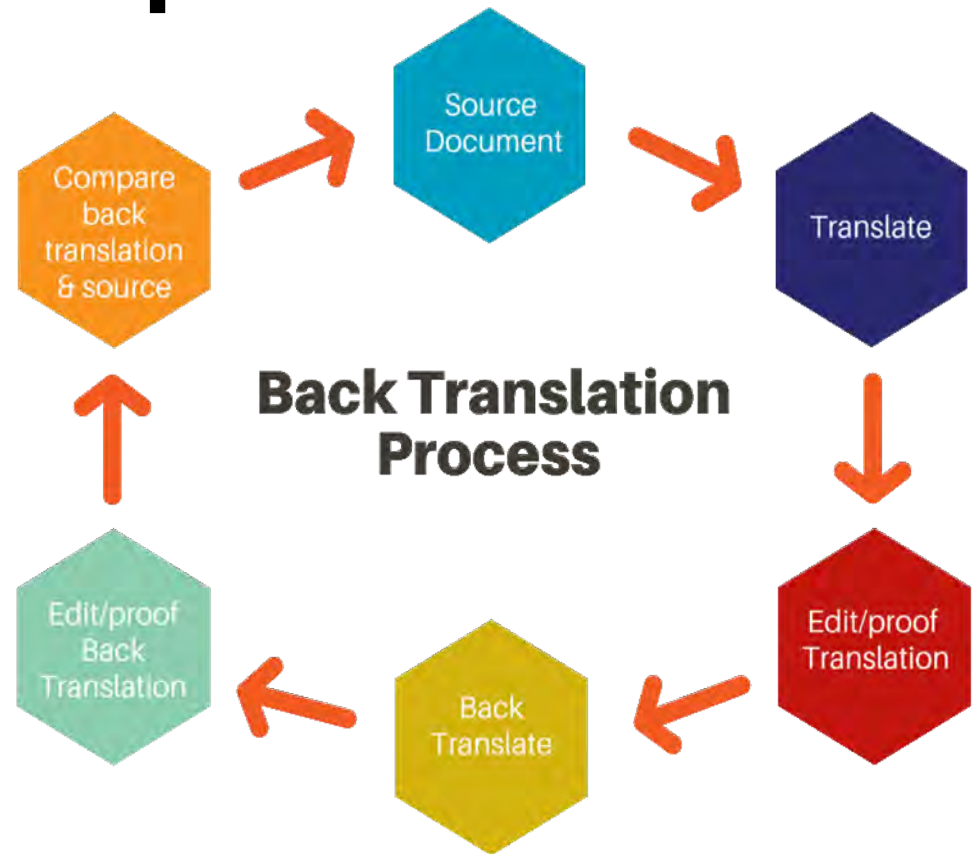 Source
Document
Translate
Edit/proof
Translation
Back
Translate
Edit/proof
Back
Translation
Compare
back
translation
& source
Back Translation
Process